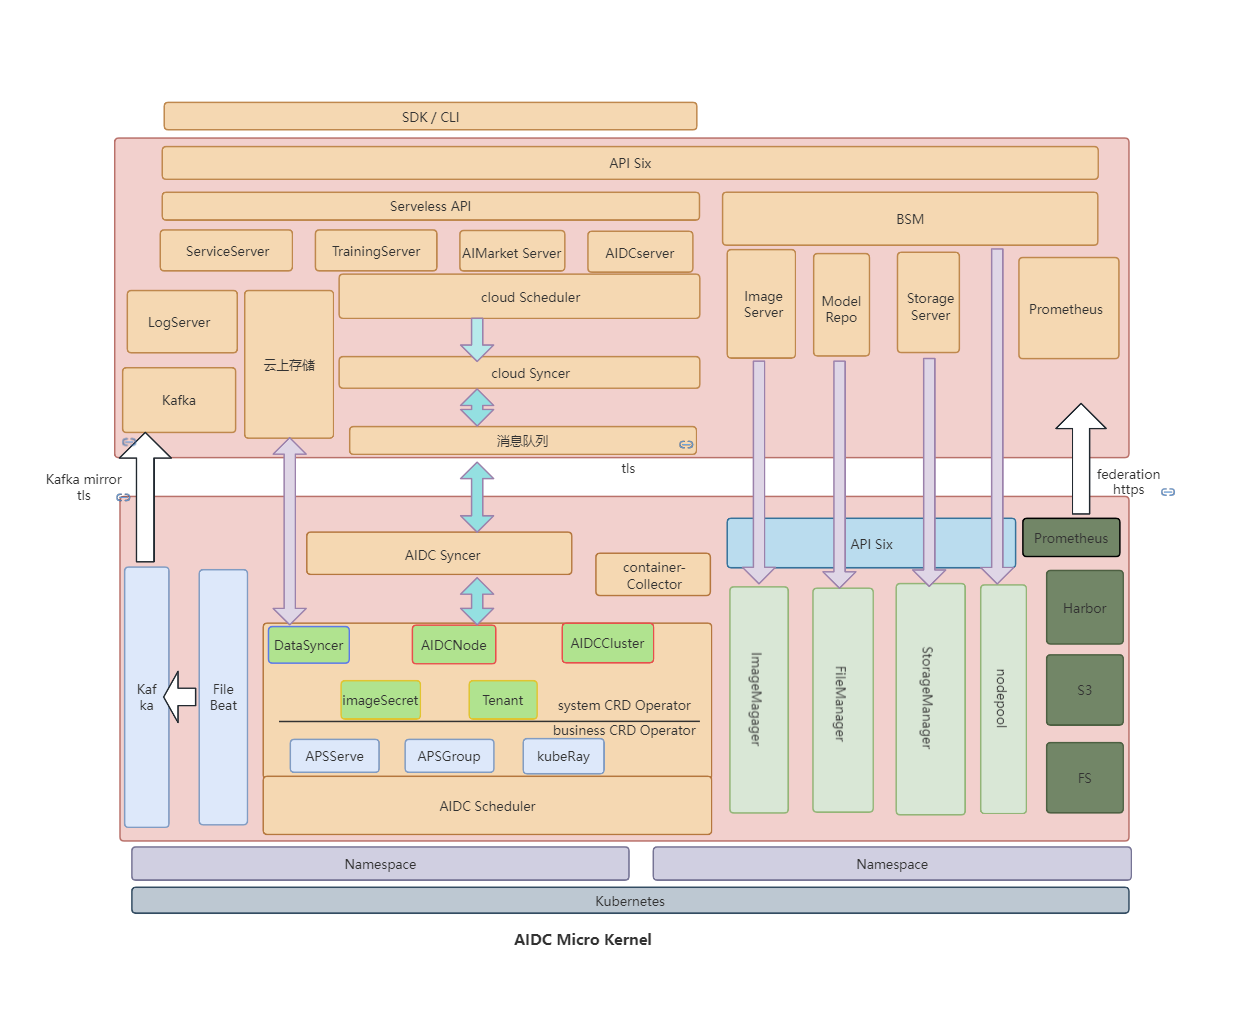 SDK / CLI
API Six
Serveless API
BSM
ServiceServer
TrainingServer
AIMarket Server
AIDCserver
cloud Scheduler
Image
Server
Model
Repo
Storage
Server
Prometheus
LogServer
云上存储
cloud Syncer
Kafka
消息队列
tls
Kafka mirror
tls
federation
https
AIDC Syncer
container-
Collector
API Six
Prometheus
Kaf
ka
File
Beat
DataSyncer
AIDCNode
AIDCCluster
imageSecret
Tenant
system CRD Operator
business CRD Operator
APSServe
APSGroup
kubeRay
AIDC Scheduler
ImageMagager
FileManager
StorageManager
nodepool
Harbor
S3
FS
Namespace
Namespace
Kubernetes
AIDC Micro Kernel